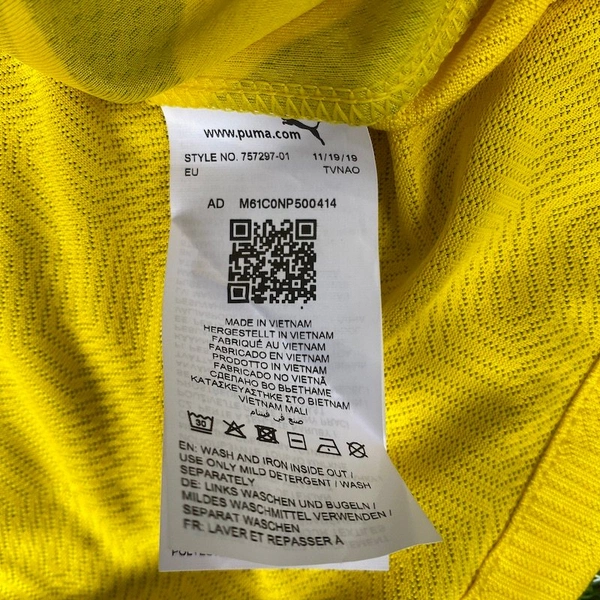 www.puma.com
STYLE NO. 757297-01 11/19/19
EU TVNAO
AD M61C0NP500414
MADE IN VIETNAM
HERGESTELLT IN VIETNAM
FABRIQUÉ AU VIETNAM
FABRICADO EN VIETNAM
PRODOTTO IN VIETNAM
FABRICADO NO VIETNÃ
СДЕЛАНО ВО ВЬЕТНАМЕ
ΚΑΤΑΣΚΕΥΑΣΤΗΚΕ ΣΤΟ ΒΙΕΤΝΑΜ
VIETNAM MALI
صنع في فيتنام
30
EN: WASH AND IRON INSIDE OUT /
USE ONLY MILD DETERGENT / WASH
SEPARATELY
DE: LINKS WASCHEN UND BUGELN /
MILDES WASCHMITTEL VERWENDEN /
SEPARAT WASCHEN
FR: LAVER ET REPASSER À